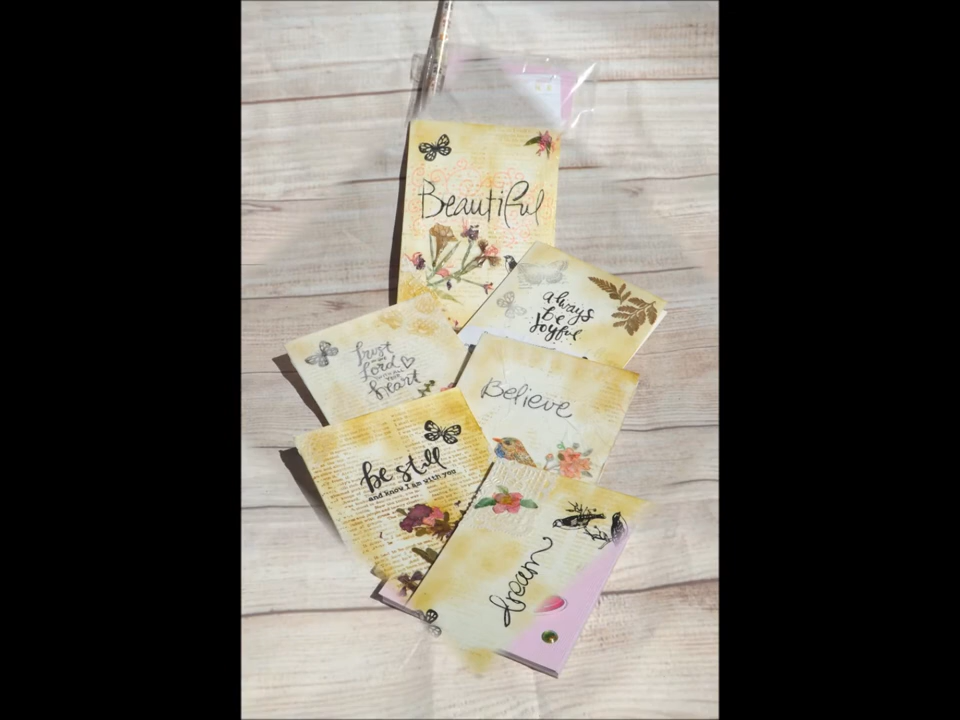 Beautiful
always
be
Joyful
Trust
Lord
heart
Believe
be still
and know I am with you
dream